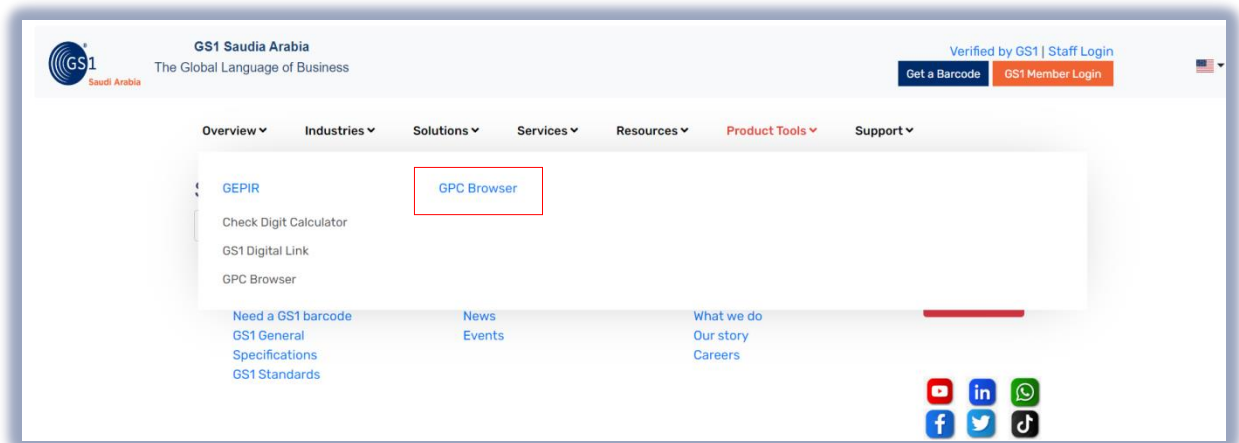 GS1
Saudi Arabia
GS1 Saudia Arabia
The Global Language of Business
Verified by GS1 | Staff Login
Get a Barcode
GS1 Member Login
Overview Industries Solutions Services Resources Product Tools Support
GEPIR GPC Browser
Check Digit Calculator
GS1 Digital Link
GPC Browser
Need a GS1 barcode News What we do
GS1 General Events Our story
Specifications Careers
GS1 Standards
in
f